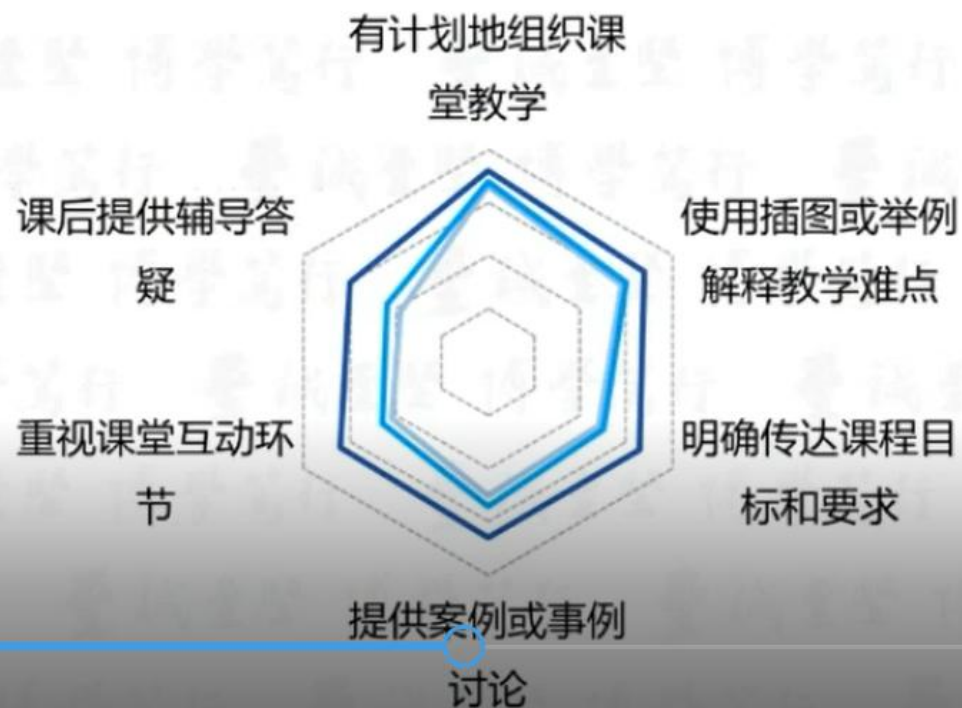 有计划地组织课
堂教学
使用插图或举例
解释教学难点
明确传达课程目
标和要求
提供案例或事例
讨论
重视课堂互动环
节
课后提供辅导答
疑